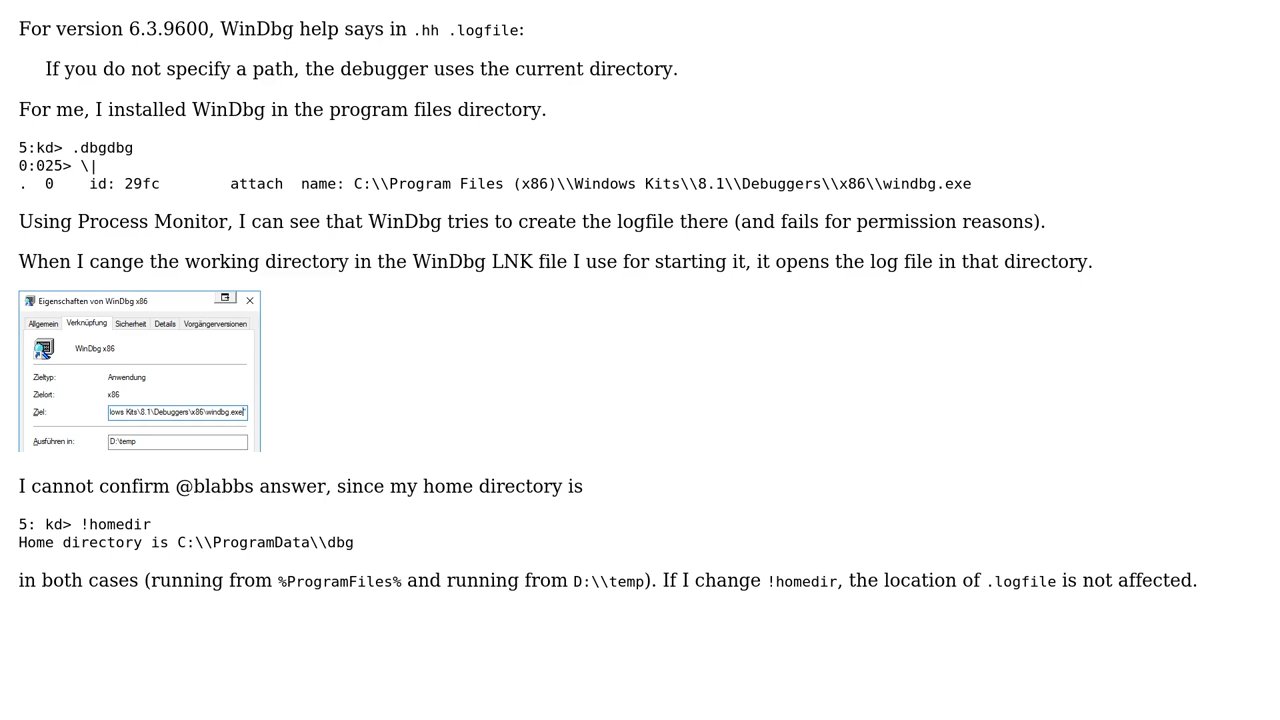 For version 6.3.9600, WinDbg help says in .hh .logfile:
If you do not specify a path, the debugger uses the current directory.
For me, I installed WinDbg in the program files directory.
5:kd> .dbgdbg
0:025> \|
.  0    id: 29fc        attach  name: C:\\Program Files (x86)\\Windows Kits\\8.1\\Debuggers\\x86\\windbg.exe
Using Process Monitor, I can see that WinDbg tries to create the logfile there (and fails for permission reasons).
When I cange the working directory in the WinDbg LNK file I use for starting it, it opens the log file in that directory.
Eigenschaften von WinDbg x86
Allgemein Verknüpfung Sicherheit Details Vorgängerversionen
WinDbg x86
Zieltyp: Anwendung
Zielort: x86
Ziel: lows Kits\8.1\Debuggers\x86\windbg.exe"
Ausführen in: D:\temp
I cannot confirm @blabbs answer, since my home directory is
5: kd> !homedir
Home directory is C:\\ProgramData\\dbg
in both cases (running from %ProgramFiles% and running from D:\\temp). If I change !homedir, the location of .logfile is not affected.